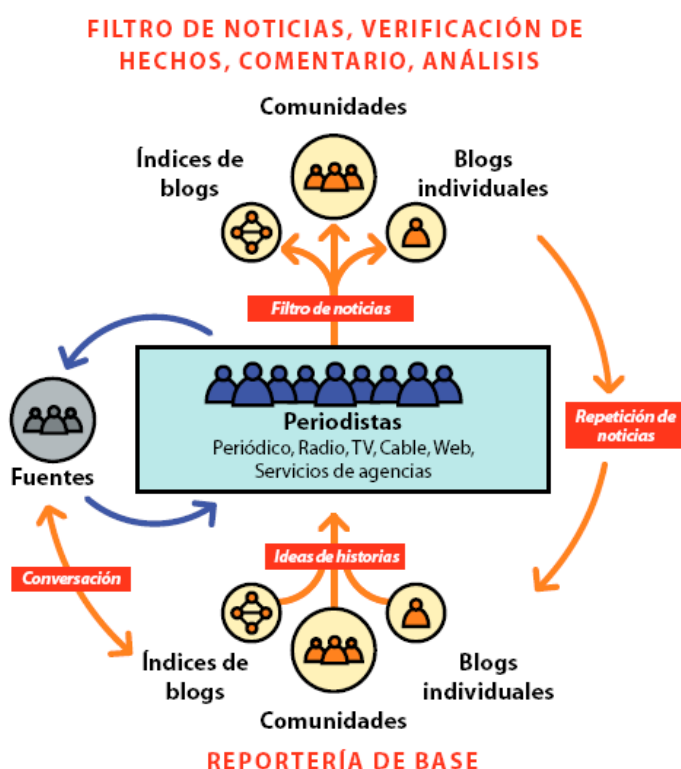 FILTRO DE NOTICIAS, VERIFICACIÓN DE
HECHOS, COMENTARIO, ANÁLISIS
Comunidades
Índices de
blogs
Blogs
individuales
Filtro de noticias
Periodistas
Periódico, Radio, TV, Cable, Web,
Servicios de agencias
Fuentes
Repetición de
noticias
Ideas de historias
Conversación
Índices de
blogs
Blogs
individuales
Comunidades
REPORTERÍA DE BASE